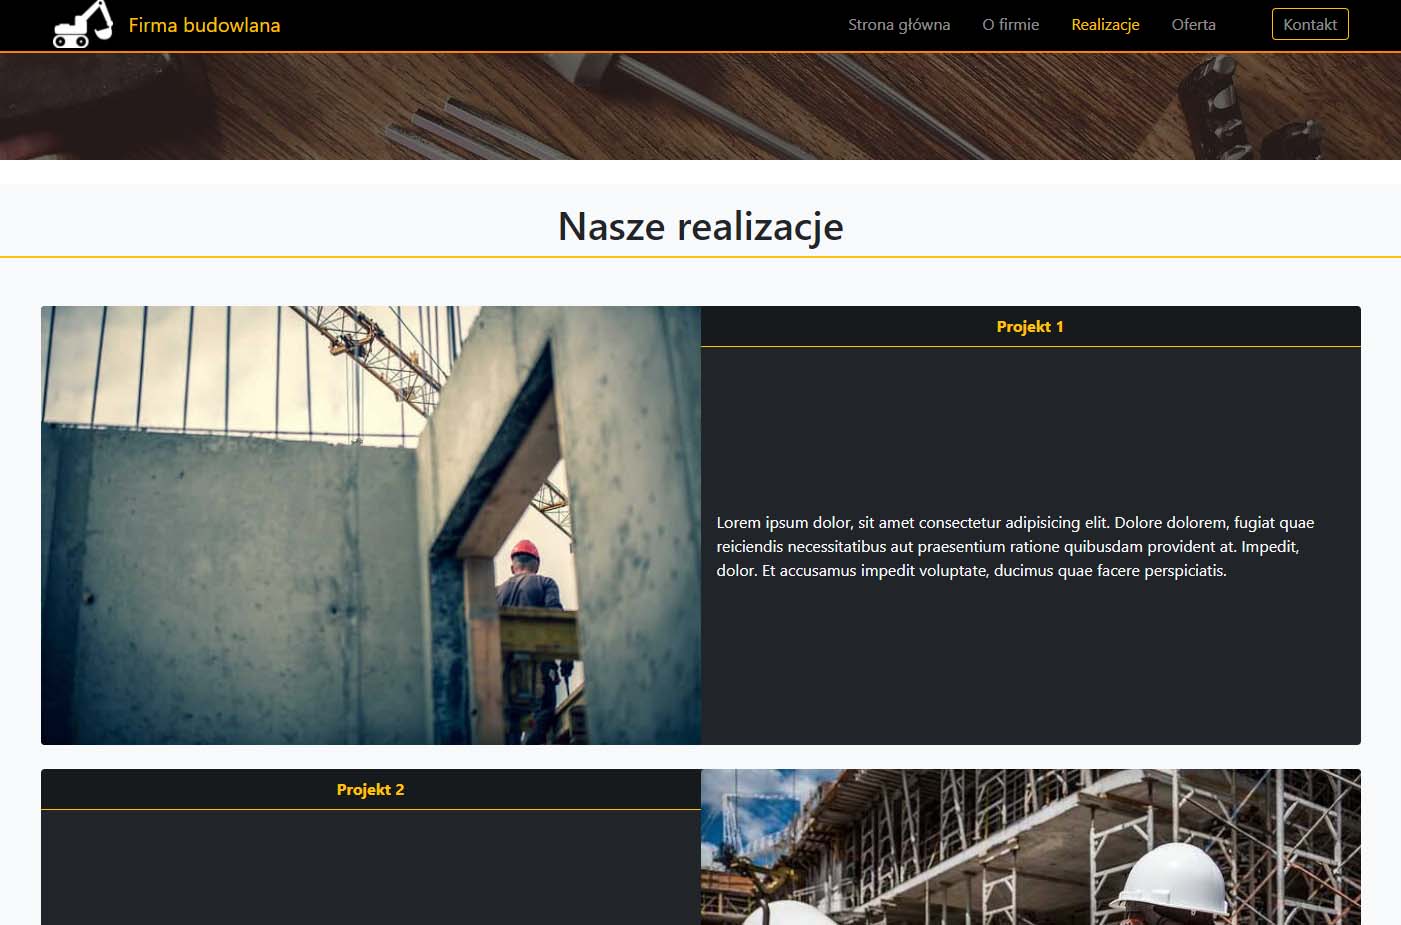 Firma budowlana
Strona główna
O firmie
Realizacje
Oferta
Kontakt
Nasze realizacje
Projekt 1
Lorem ipsum dolor, sit amet consectetur adipisicing elit. Dolore dolorem, fugiat quae
reiciendis necessitatibus aut praesentium ratione quibusdam provident at. Impedit,
dolor. Et accusamus impedit voluptate, ducimus quae facere perspiciatis.
Projekt 2